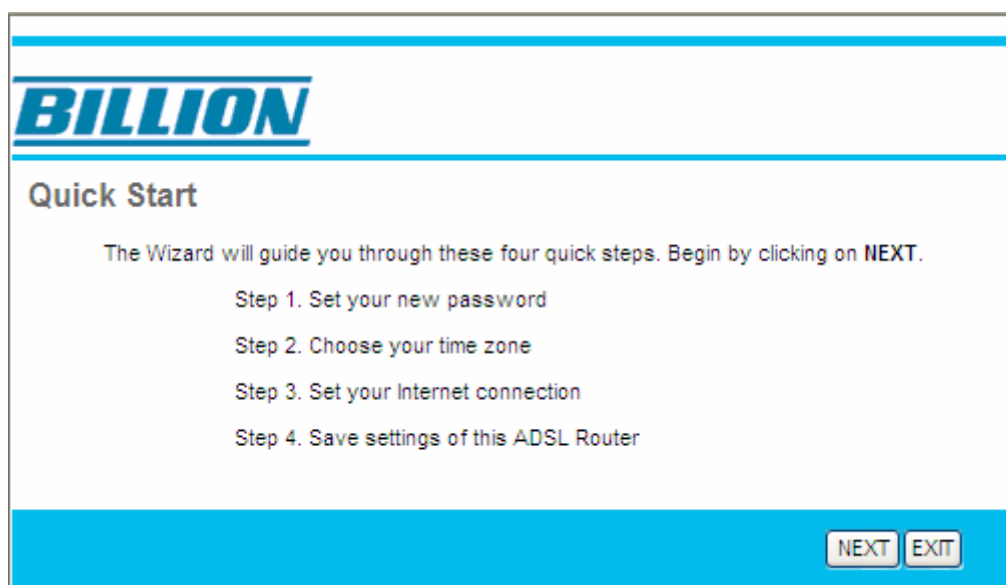 BILLION
Quick Start
The Wizard will guide you through these four quick steps. Begin by clicking on NEXT.
Step 1. Set your new password
Step 2. Choose your time zone
Step 3. Set your Internet connection
Step 4. Save settings of this ADSL Router
NEXT EXIT